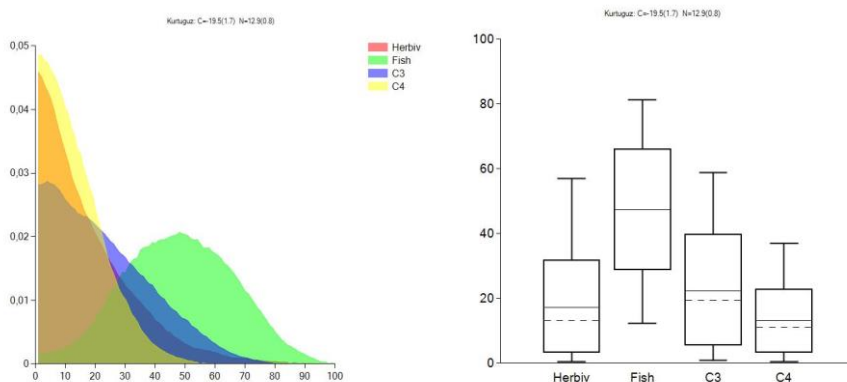 Kurtuguz: C=-19.5(1.7) N=12.9(0.8)
0,05
0,04
0,03
0,02
0,01
0,00
0 10 20 30 40 50 60 70 80 90 100
Herbiv
Fish
C3
C4
Kurtuguz: C=-19.5(1.7) N=12.9(0.8)
100
80
60
40
20
0
Herbiv Fish C3 C4